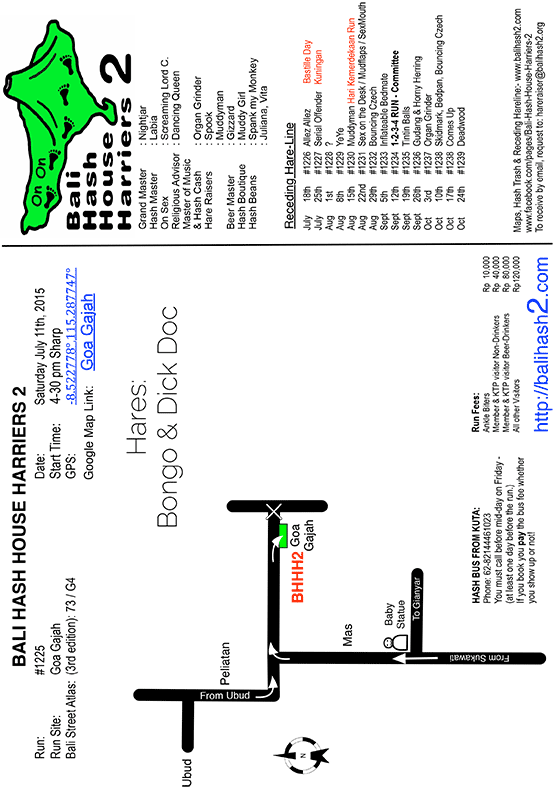 BALI HASH HOUSE HARRIERS 2
Run: #1225
Run Site: Goa Gajah
Bali Street Atlas: (3rd edition): 73 / G4
Date: Saturday July 11th, 2015
Start Time: 4-30 pm Sharp
GPS: -8.522778°,115.287747°
Google Map Link: Goa Gajah
Hares:
Bongo & Dick Doc
Ubud
From Ubud
Peliatan
BHHH2
Goa
Gajah
Mas
Baby
Statue
To Gianyar
From Sukawati
N
HASH BUS FROM KUTA:
Phone: 62-82144461023
You must call before mid-day on Friday -
(at least one day before the run.)
If you book you pay the bus fee whether
you show up or not!
Run Fees:
Ankle Biters Rp 10,000
Member & KTP visitor Non-Drinkers Rp 40,000
Member & KTP visitor Beer-Drinkers Rp 80,000
All other Visitors Rp120,000
http://balihash2.com
On On
Bali
Hash
House
Harriers 2
Grand Master : Nightjar
Hash Master : Labia
On Sex : Screaming Lord C.
Religious Advisor : Dancing Queen
Master of Music
& Hash Cash : Organ Grinder
Hare Raisers : Spook
: Muddyman
Beer Master : Gizzard
Hash Boutique : Muddy Girl
Hash Beans : Spank my Monkey
: Juliana, Vita
Receding Hare-Line
July 18th #1226 Allez Allez Bastille Day
July 25th #1227 Serial Offender Kuningan
Aug 1st #1228 ?
Aug 8th #1229 YoYo
Aug 15th #1230 Muddyman Hari Kemerdekaan Run
Aug 22nd #1231 Sex on the Desk / Mudflaps / SexMouth
Aug 29th #1232 Bouncing Czech
Sept 5th #1233 Inflateable Bedmate
Sept 12th #1234 1-2-3-4 RUN - Committee
Sept 19th #1235 Tinkin Balls
Sept 26th #1236 Gudang & Horny Herring
Oct 3rd #1237 Organ Grinder
Oct 10th #1238 Skidmark, Bedpan, Bouncing Czech
Oct 17th #1238 Comes Up
Oct 24th #1239 Deadwood
Maps, Hash Trash & Receding Hareline:- www.balihash2.com
www.facebook.com/pages/Bali-Hash-House-Harriers-2
To receive by email, request to: hareraiser@balihash2.org